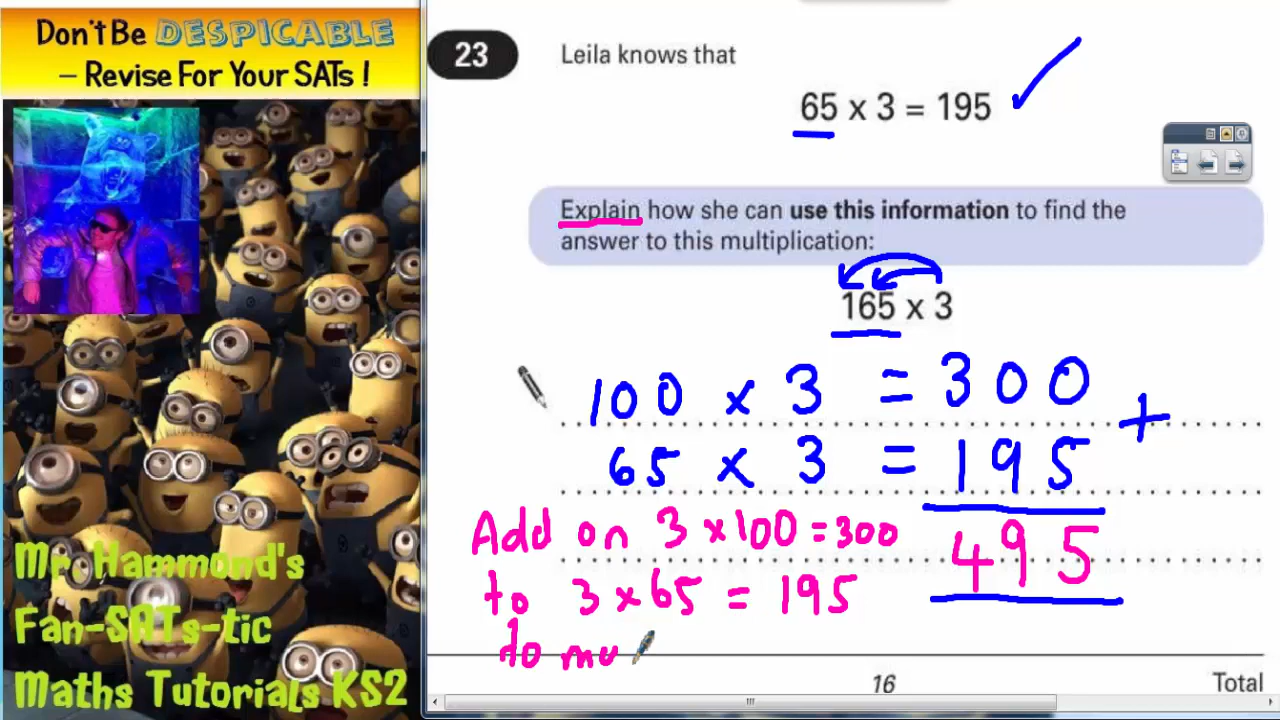 Don't Be DESPICABLE
– Revise For Your SATs !
Mr Hammond's
Fan-SATs-tic
Maths Tutorials KS2
23
Leila knows that
65 x 3 = 195 ✓
Explain how she can use this information to find the
answer to this multiplication:
165 x 3
100 x 3 = 300 +
65 x 3 = 195
495
Add on 3 x 100 = 300
to 3 x 65 = 195
to mu
16
Total